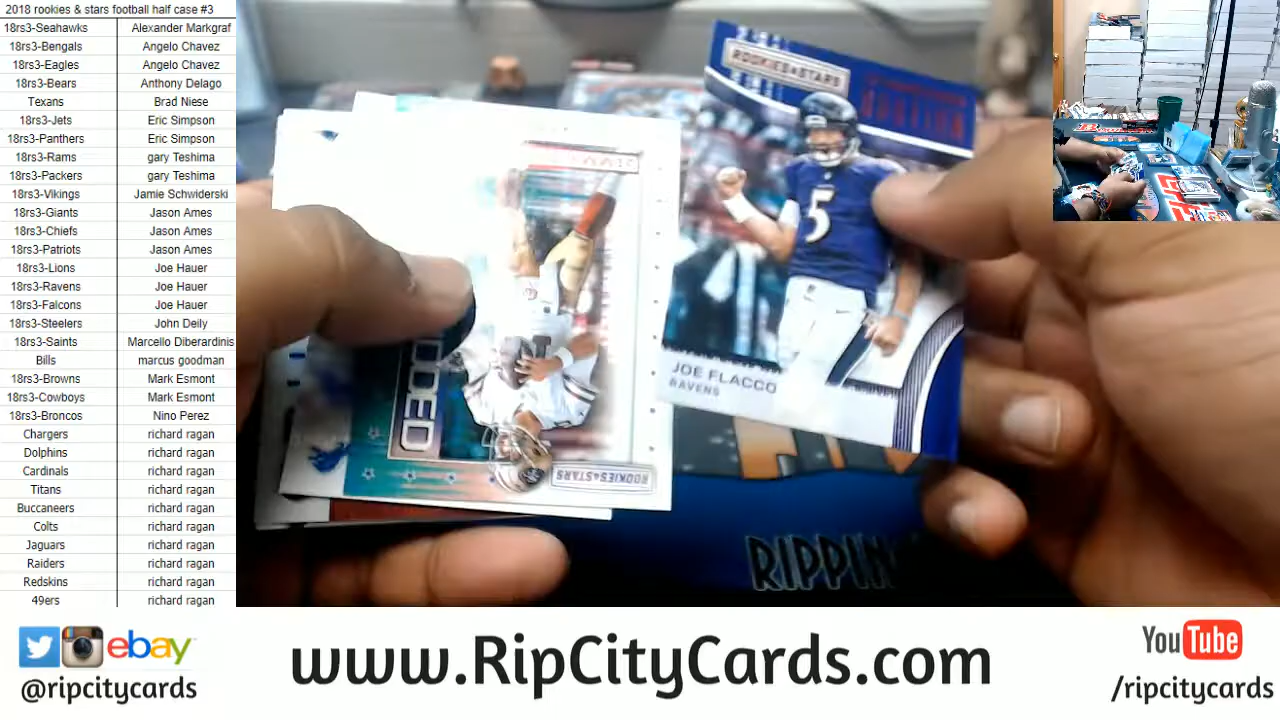 2018 rookies & stars football half case #3
18rs3-Seahawks Alexander Markgraf
18rs3-Bengals Angelo Chavez
18rs3-Eagles Angelo Chavez
18rs3-Bears Anthony Delago
Texans Brad Niese
18rs3-Jets Eric Simpson
18rs3-Panthers Eric Simpson
18rs3-Rams gary Teshima
18rs3-Packers gary Teshima
18rs3-Vikings Jamie Schwiderski
18rs3-Giants Jason Ames
18rs3-Chiefs Jason Ames
18rs3-Patriots Jason Ames
18rs3-Lions Joe Hauer
18rs3-Ravens Joe Hauer
18rs3-Falcons Joe Hauer
18rs3-Steelers John Deily
18rs3-Saints Marcello Diberardinis
Bills marcus goodman
18rs3-Browns Mark Esmont
18rs3-Cowboys Mark Esmont
18rs3-Broncos Nino Perez
Chargers richard ragan
Dolphins richard ragan
Cardinals richard ragan
Titans richard ragan
Buccaneers richard ragan
Colts richard ragan
Jaguars richard ragan
Raiders richard ragan
Redskins richard ragan
49ers richard ragan
ROOKIES & STARS
5
JOE FLACCO
RAVENS
ROOKIES & STARS
RIPPIN
ebay
@ripcitycards
www.RipCityCards.com
YouTube
/ripcitycards